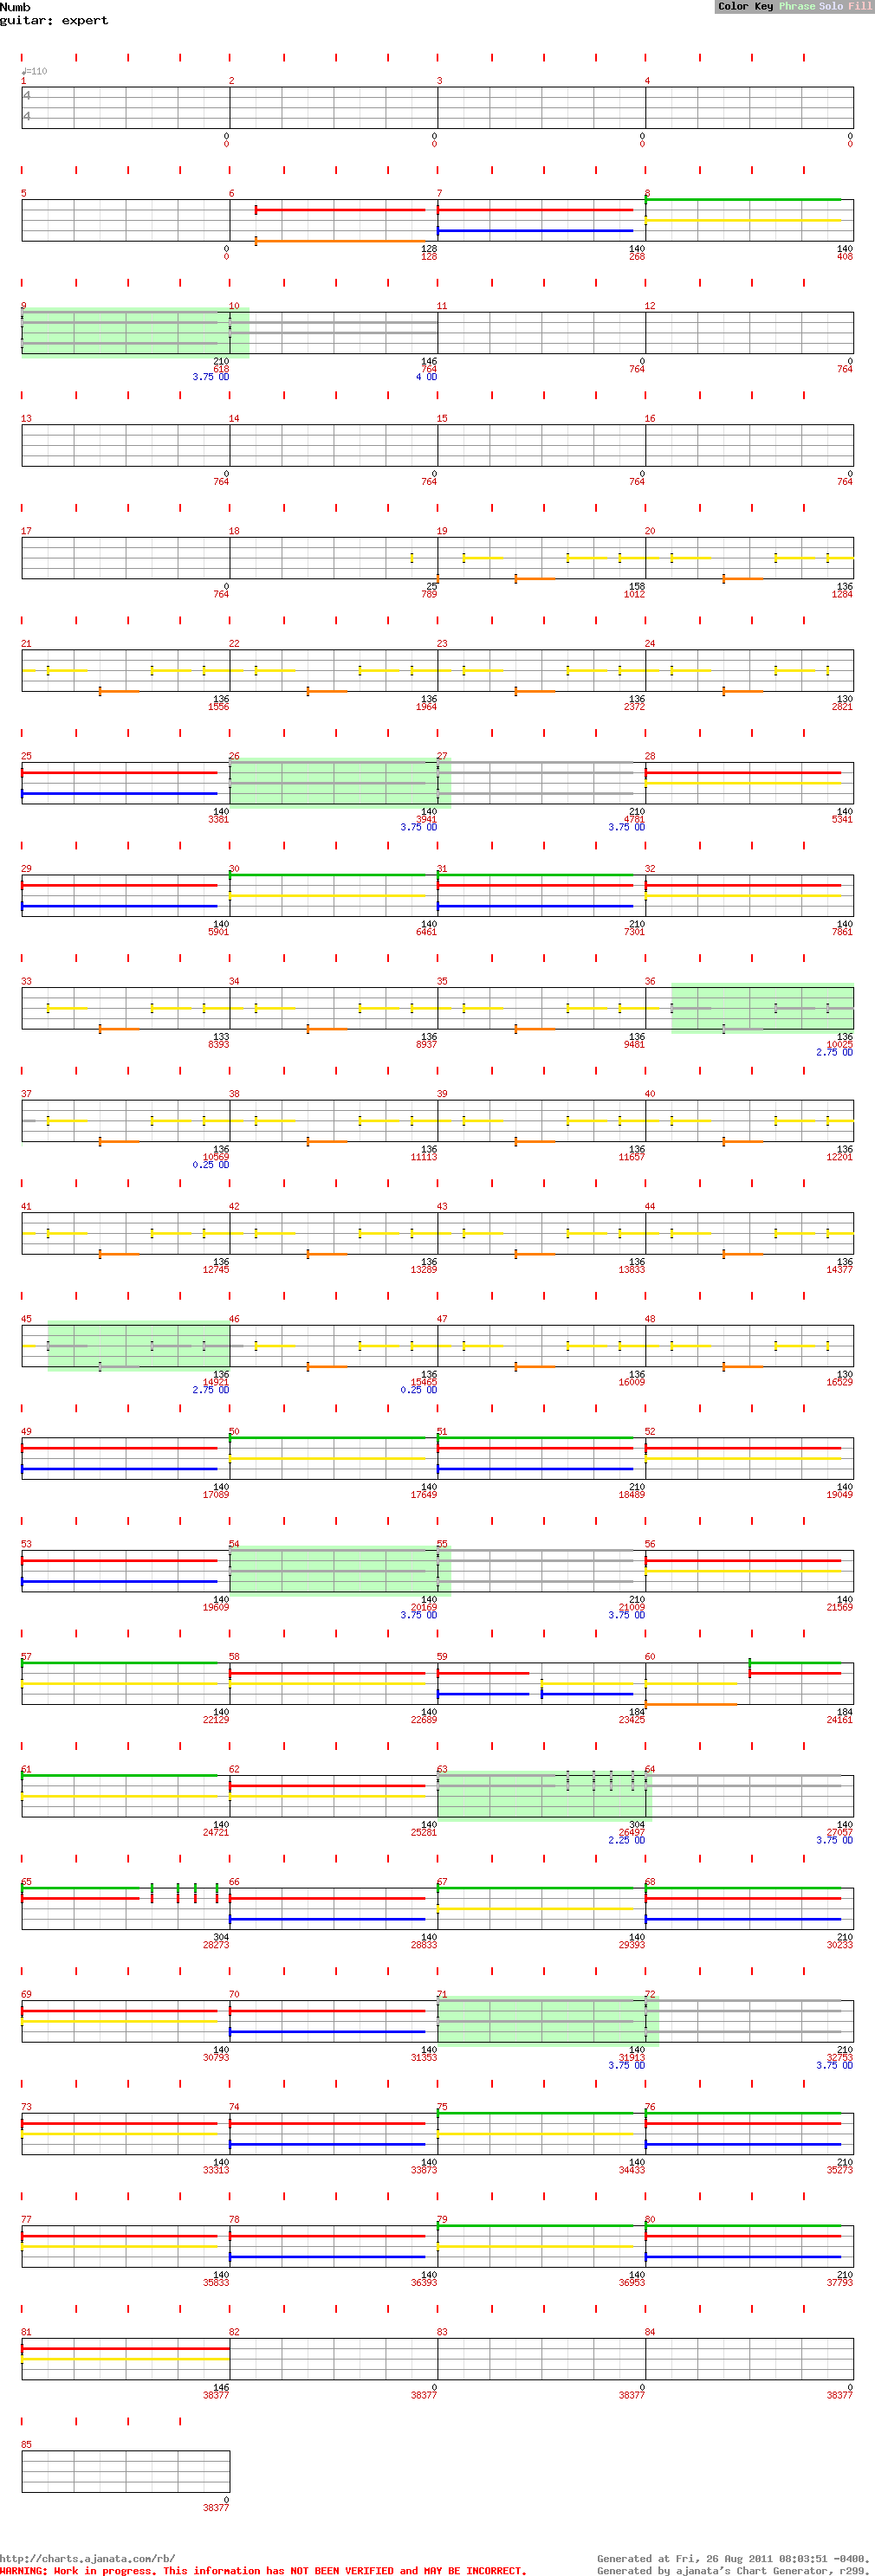 Numb
Color Key Phrase Solo Fill
guitar: expert
♩=110
1 2 3 4
4
4
0 0 0 0
0 0 0 0
5 6 7 8
0 128 140 140
0 128 268 408
9 10 11 12
210 146 0 0
618 764 764 764
3.75 OD 4 OD
13 14 15 16
0 0 0 0
764 764 764 764
17 18 19 20
0 25 158 136
764 789 1012 1284
21 22 23 24
136 136 136 130
1556 1964 2372 2821
25 26 27 28
140 140 210 140
3381 3941 4781 5341
3.75 OD 3.75 OD
29 30 31 32
140 140 210 140
5901 6461 7301 7861
33 34 35 36
133 136 136 136
8393 8937 9481 10025
2.75 OD
37 38 39 40
136 136 136 136
10569 11113 11657 12201
0.25 OD
41 42 43 44
136 136 136 136
12745 13289 13833 14377
45 46 47 48
136 136 136 130
14921 15465 16009 16529
2.75 OD 0.25 OD
49 50 51 52
140 140 210 140
17089 17649 18489 19049
53 54 55 56
140 140 210 140
19609 20169 21009 21569
3.75 OD 3.75 OD
57 58 59 60
140 140 184 184
22129 22689 23425 24161
61 62 63 64
140 140 304 140
24721 25281 26497 27057
2.25 OD 3.75 OD
65 66 67 68
304 140 140 210
28273 28833 29393 30233
69 70 71 72
140 140 140 210
30793 31353 31913 32753
3.75 OD 3.75 OD
73 74 75 76
140 140 140 210
33313 33873 34433 35273
77 78 79 80
140 140 140 210
35833 36393 36953 37793
81 82 83 84
146 0 0 0
38377 38377 38377 38377
85
0
38377
http://charts.ajanata.com/rb/ Generated at Fri, 26 Aug 2011 08:03:51 -0400.
WARNING: Work in progress. This information has NOT BEEN VERIFIED and MAY BE INCORRECT. Generated by ajanata's Chart Generator, r299.